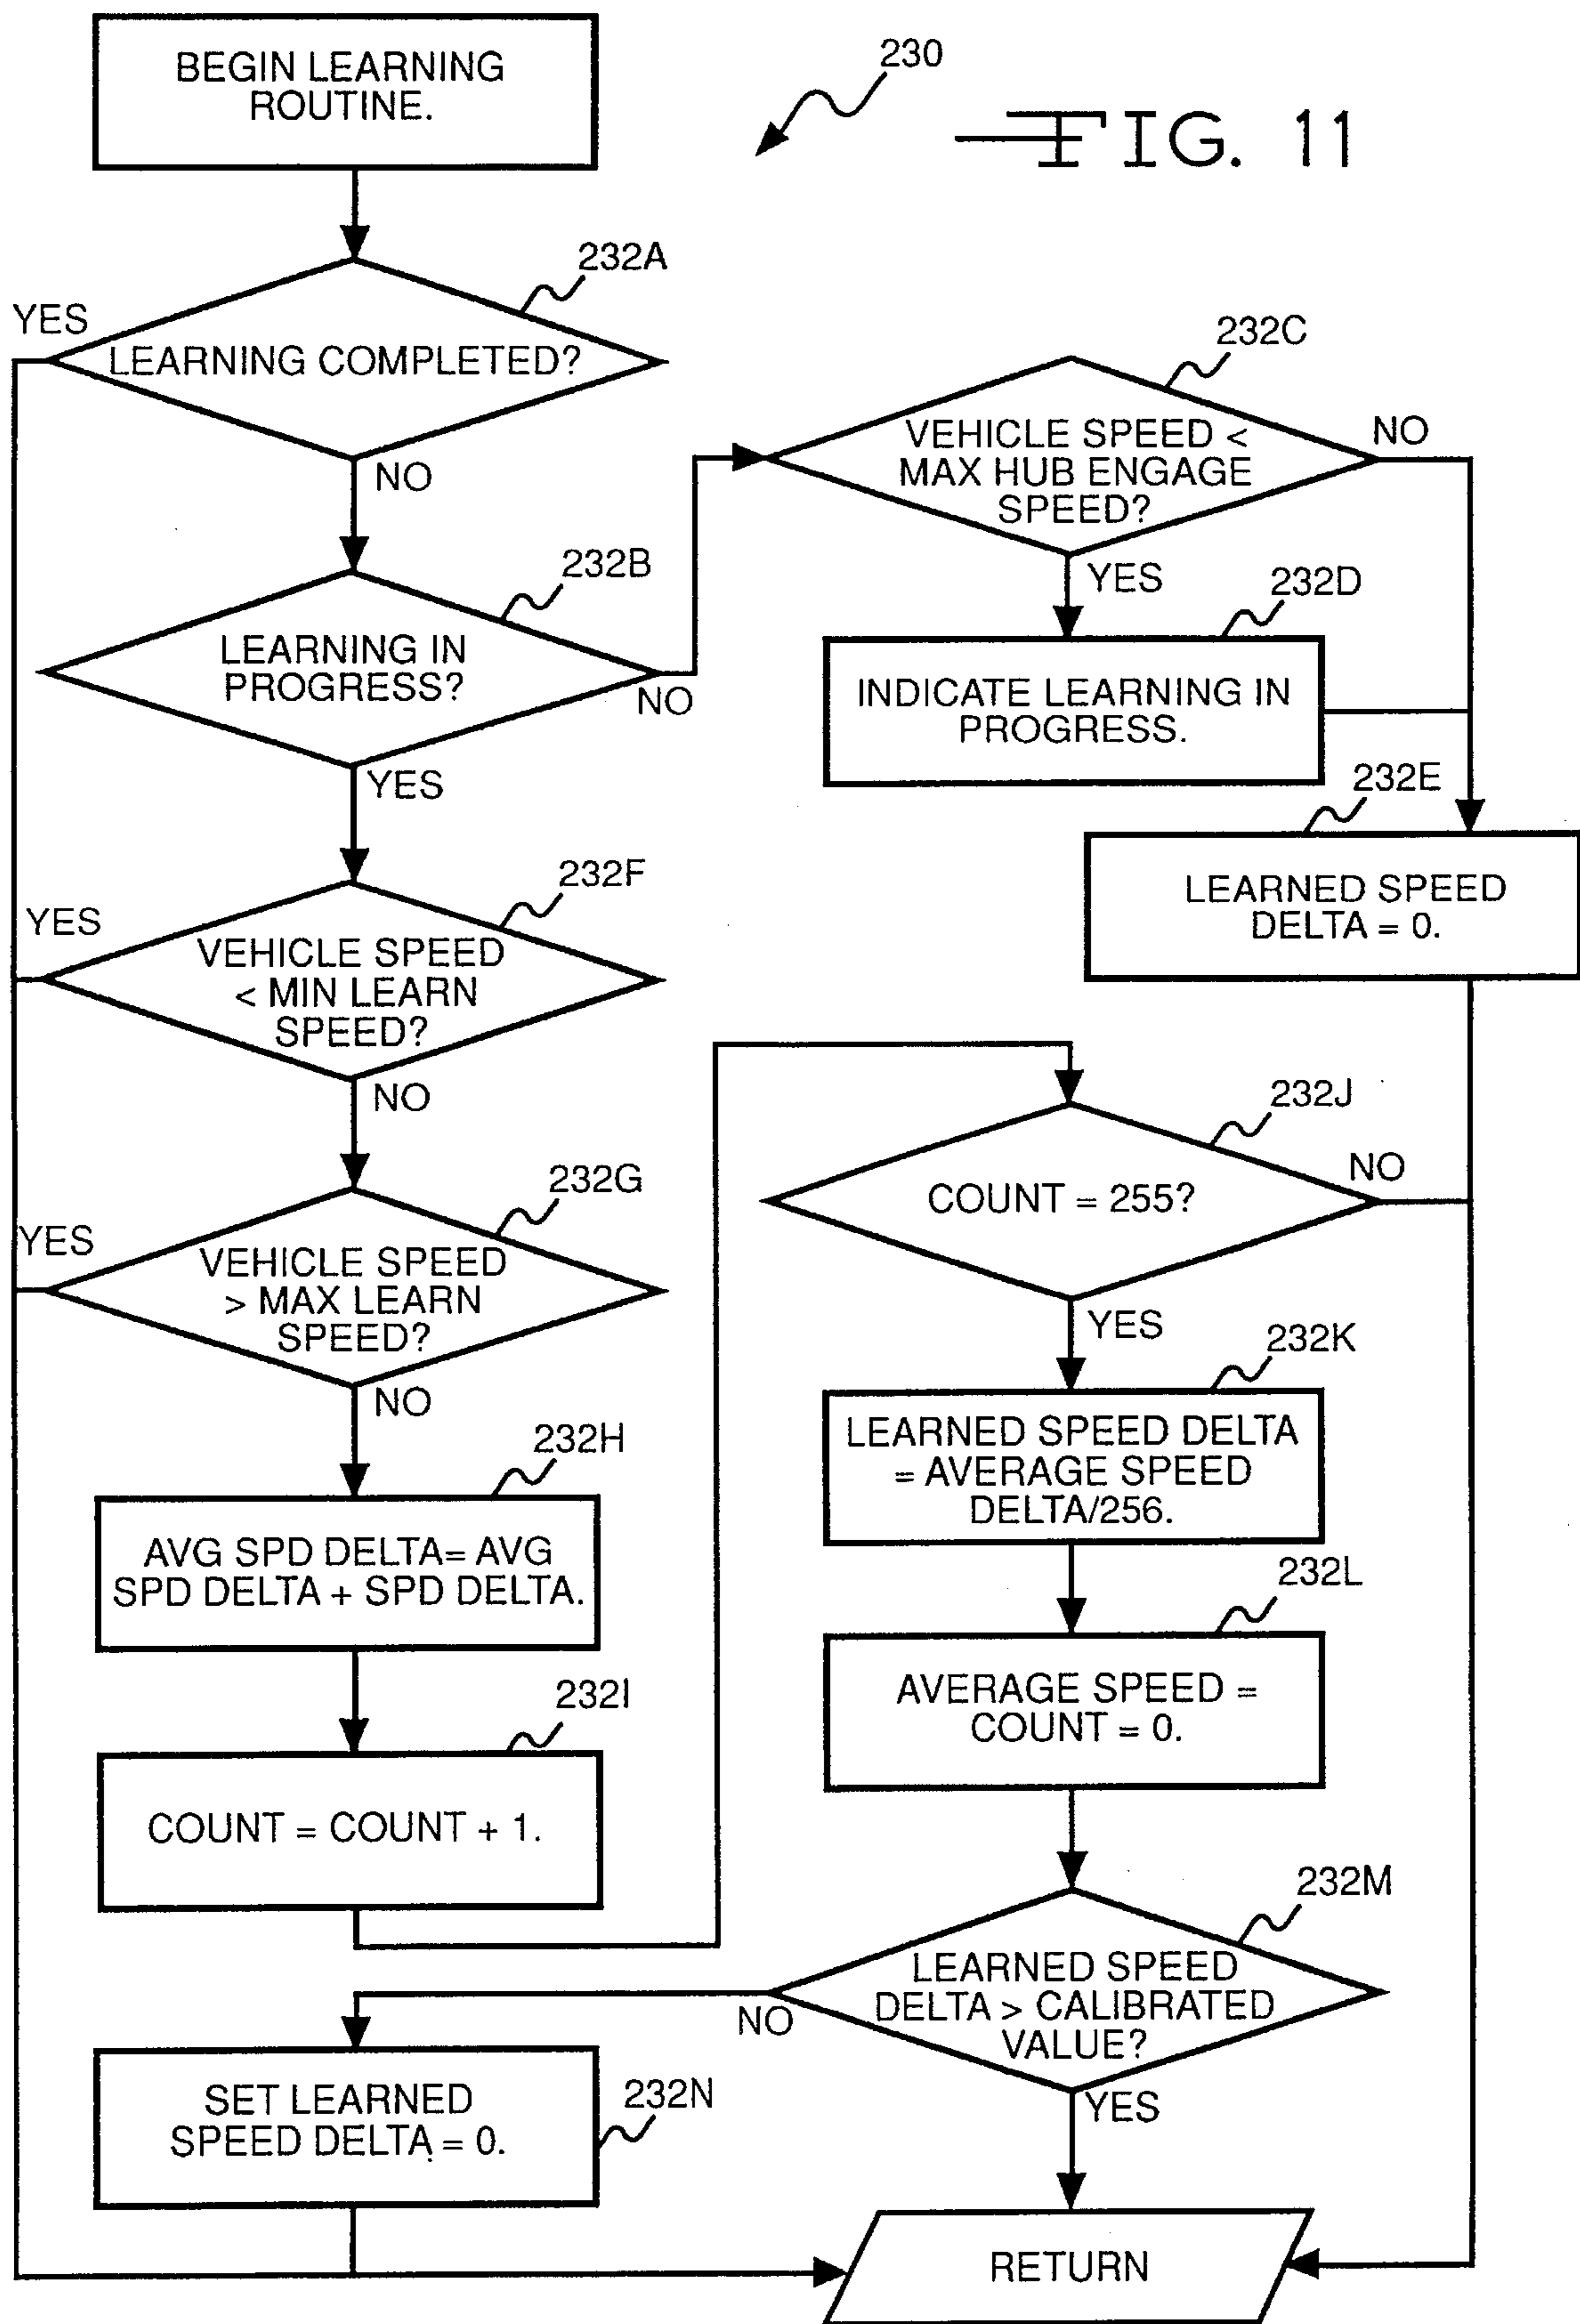 230
FIG. 11
BEGIN LEARNING
ROUTINE.
232A
YES
LEARNING COMPLETED?
NO
232B
LEARNING IN
PROGRESS?
NO
YES
232C
VEHICLE SPEED <
MAX HUB ENGAGE
SPEED?
NO
YES
232D
INDICATE LEARNING IN
PROGRESS.
232E
LEARNED SPEED
DELTA = 0.
232F
YES
VEHICLE SPEED
< MIN LEARN
SPEED?
NO
232G
YES
VEHICLE SPEED
> MAX LEARN
SPEED?
NO
232H
AVG SPD DELTA= AVG
SPD DELTA + SPD DELTA.
232I
COUNT = COUNT + 1.
232J
COUNT = 255?
NO
YES
232K
LEARNED SPEED DELTA
= AVERAGE SPEED
DELTA/256.
232L
AVERAGE SPEED =
COUNT = 0.
232M
LEARNED SPEED
DELTA > CALIBRATED
VALUE?
NO
YES
232N
SET LEARNED
SPEED DELTA = 0.
RETURN